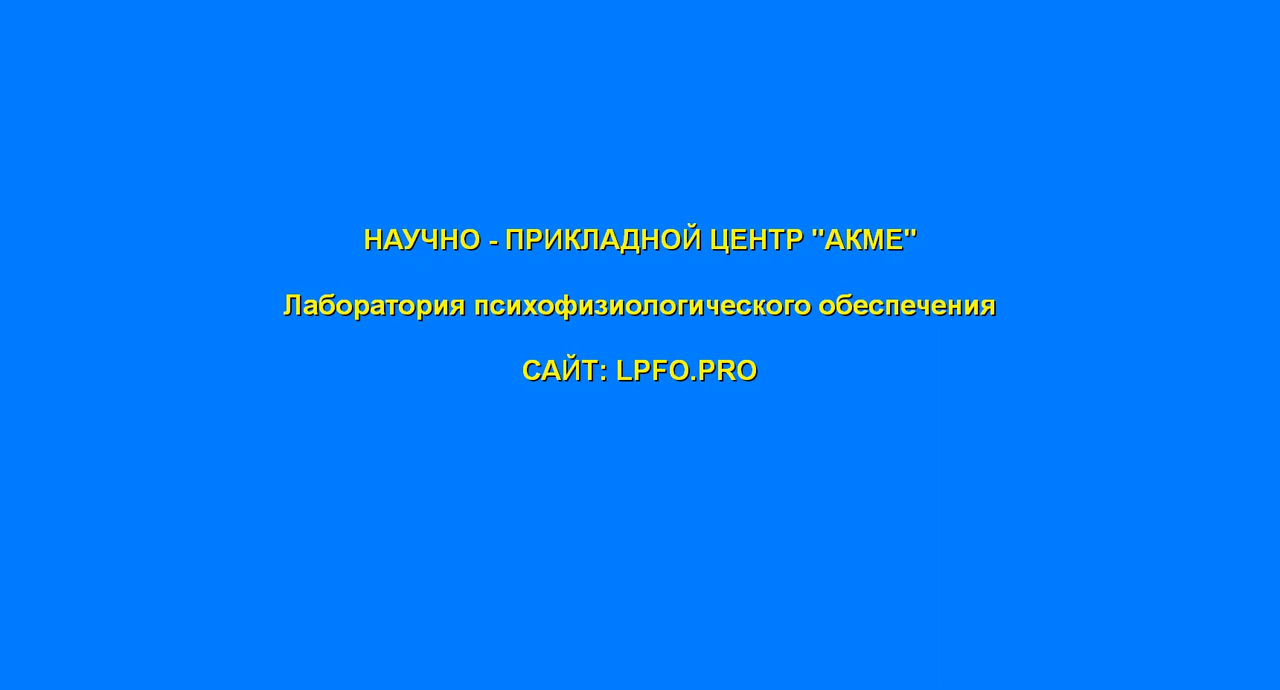 НАУЧНО - ПРИКЛАДНОЙ ЦЕНТР "АКМЕ"
Лаборатория психофизиологического обеспечения
САЙТ: LPFO.PRO